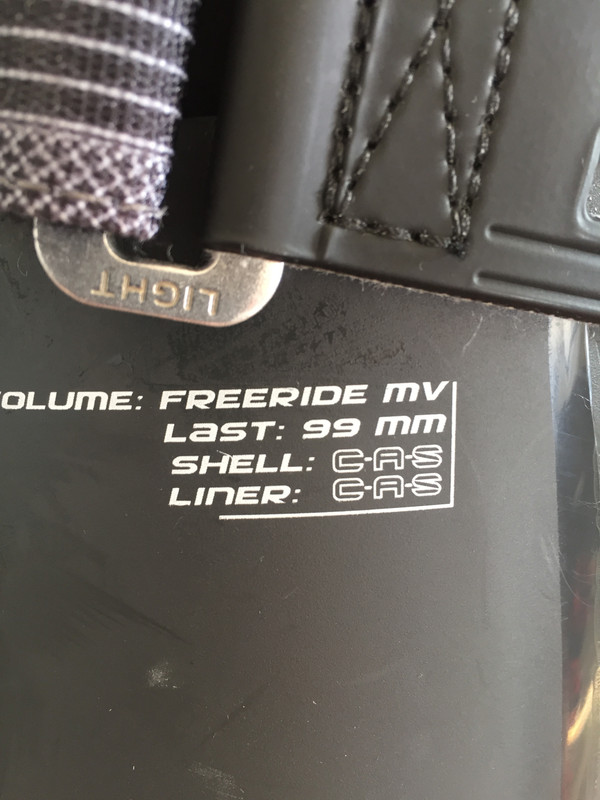 LIGHT
OLUME: FREERIDE MV
LAST: 99 MM
SHELL: C-A-S
LINER: C-A-S